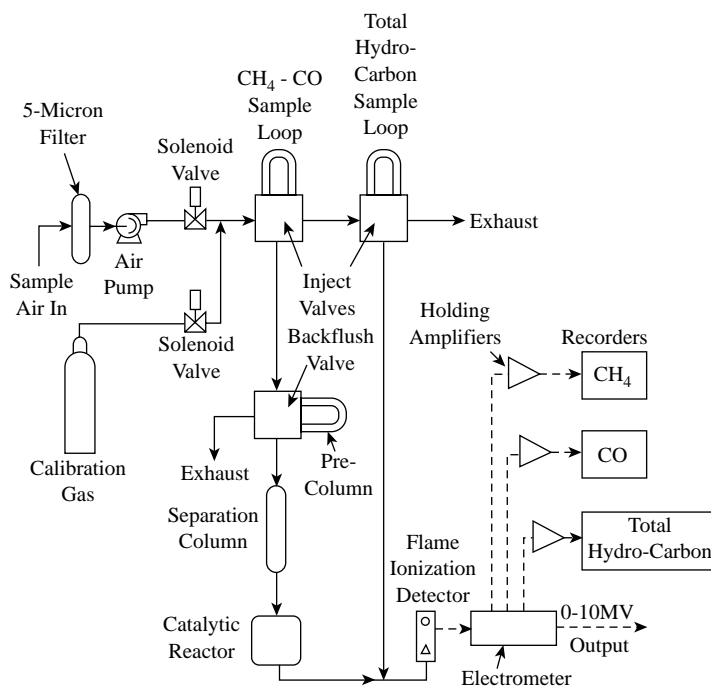 Total
Hydro-
Carbon
Sample
Loop
CH₄ - CO
Sample
Loop
5-Micron
Filter
Solenoid
Valve
Exhaust
Sample
Air In
Air
Pump
Inject
Valves
Solenoid
Valve
Backflush
Valve
Holding
Amplifiers
Recorders
CH₄
Calibration
Gas
Exhaust
Pre-
Column
CO
Separation
Column
Flame
Ionization
Detector
Total
Hydro-Carbon
Catalytic
Reactor
0-10MV
Output
Electrometer